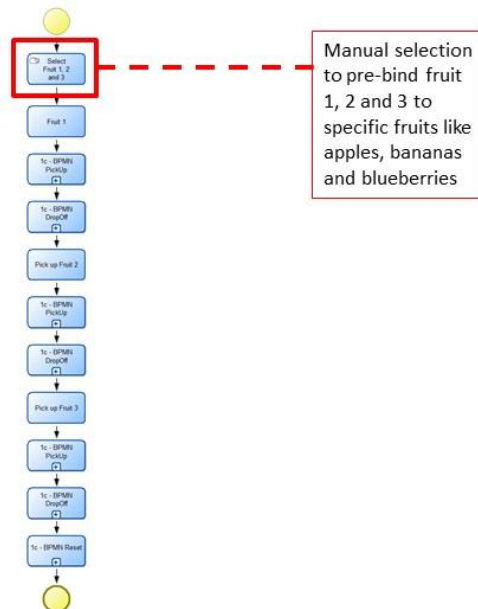 Select
Fruit 1, 2
and 3
Manual selection
to pre-bind fruit
1, 2 and 3 to
specific fruits like
apples, bananas
and blueberries
Fruit 1
1c - BPMN
PickUp
1c - BPMN
DropOff
Pick up Fruit 2
1c - BPMN
PickUp
1c - BPMN
DropOff
Pick up Fruit 3
1c - BPMN
PickUp
1c - BPMN
DropOff
1c - BPMN Reset